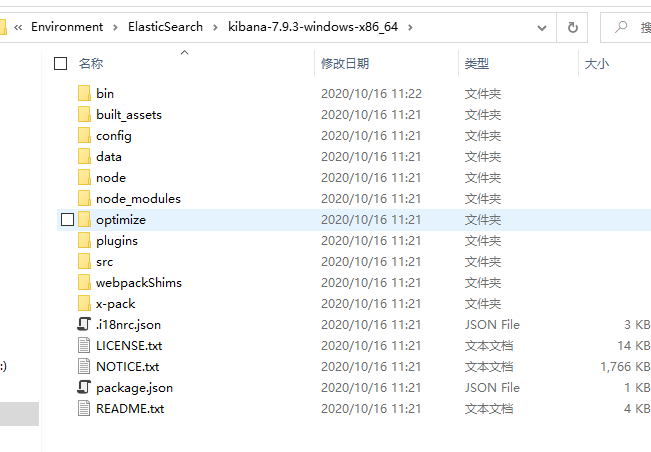 « Environment › ElasticSearch › kibana-7.9.3-windows-x86_64 › 搜
名称 修改日期 类型 大小
bin 2020/10/16 11:22 文件夹
built_assets 2020/10/16 11:21 文件夹
config 2020/10/16 11:21 文件夹
data 2020/10/16 11:21 文件夹
node 2020/10/16 11:21 文件夹
node_modules 2020/10/16 11:21 文件夹
optimize 2020/10/16 11:21 文件夹
plugins 2020/10/16 11:21 文件夹
src 2020/10/16 11:21 文件夹
webpackShims 2020/10/16 11:21 文件夹
x-pack 2020/10/16 11:21 文件夹
.i18nrc.json 2020/10/16 11:21 JSON File 3 KB
LICENSE.txt 2020/10/16 11:21 文本文档 14 KB
:) NOTICE.txt 2020/10/16 11:21 文本文档 1,766 KB
package.json 2020/10/16 11:21 JSON File 1 KB
README.txt 2020/10/16 11:21 文本文档 4 KB